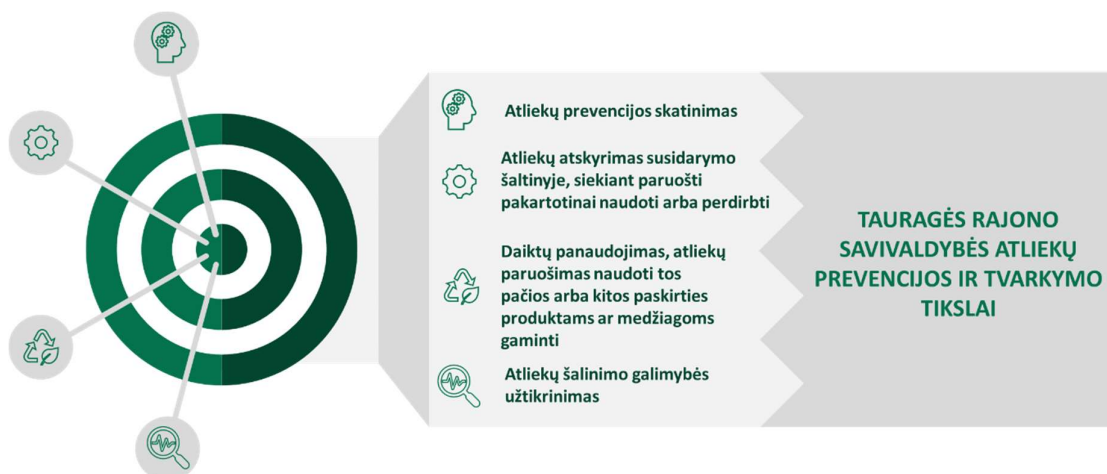 Atliekų prevencijos skatinimas
Atliekų atskyrimas susidarymo
šaltinyje, siekiant paruošti
pakartotinai naudoti arba perdirbti
Daiktų panaudojimas, atliekų
paruošimas naudoti tos
pačios arba kitos paskirties
produktams ar medžiagoms
gaminti
Atliekų šalinimo galimybės
užtikrinimas
TAURAGĖS RAJONO
SAVIVALDYBĖS ATLIEKŲ
PREVENCIJOS IR TVARKYMO
TIKSLAI